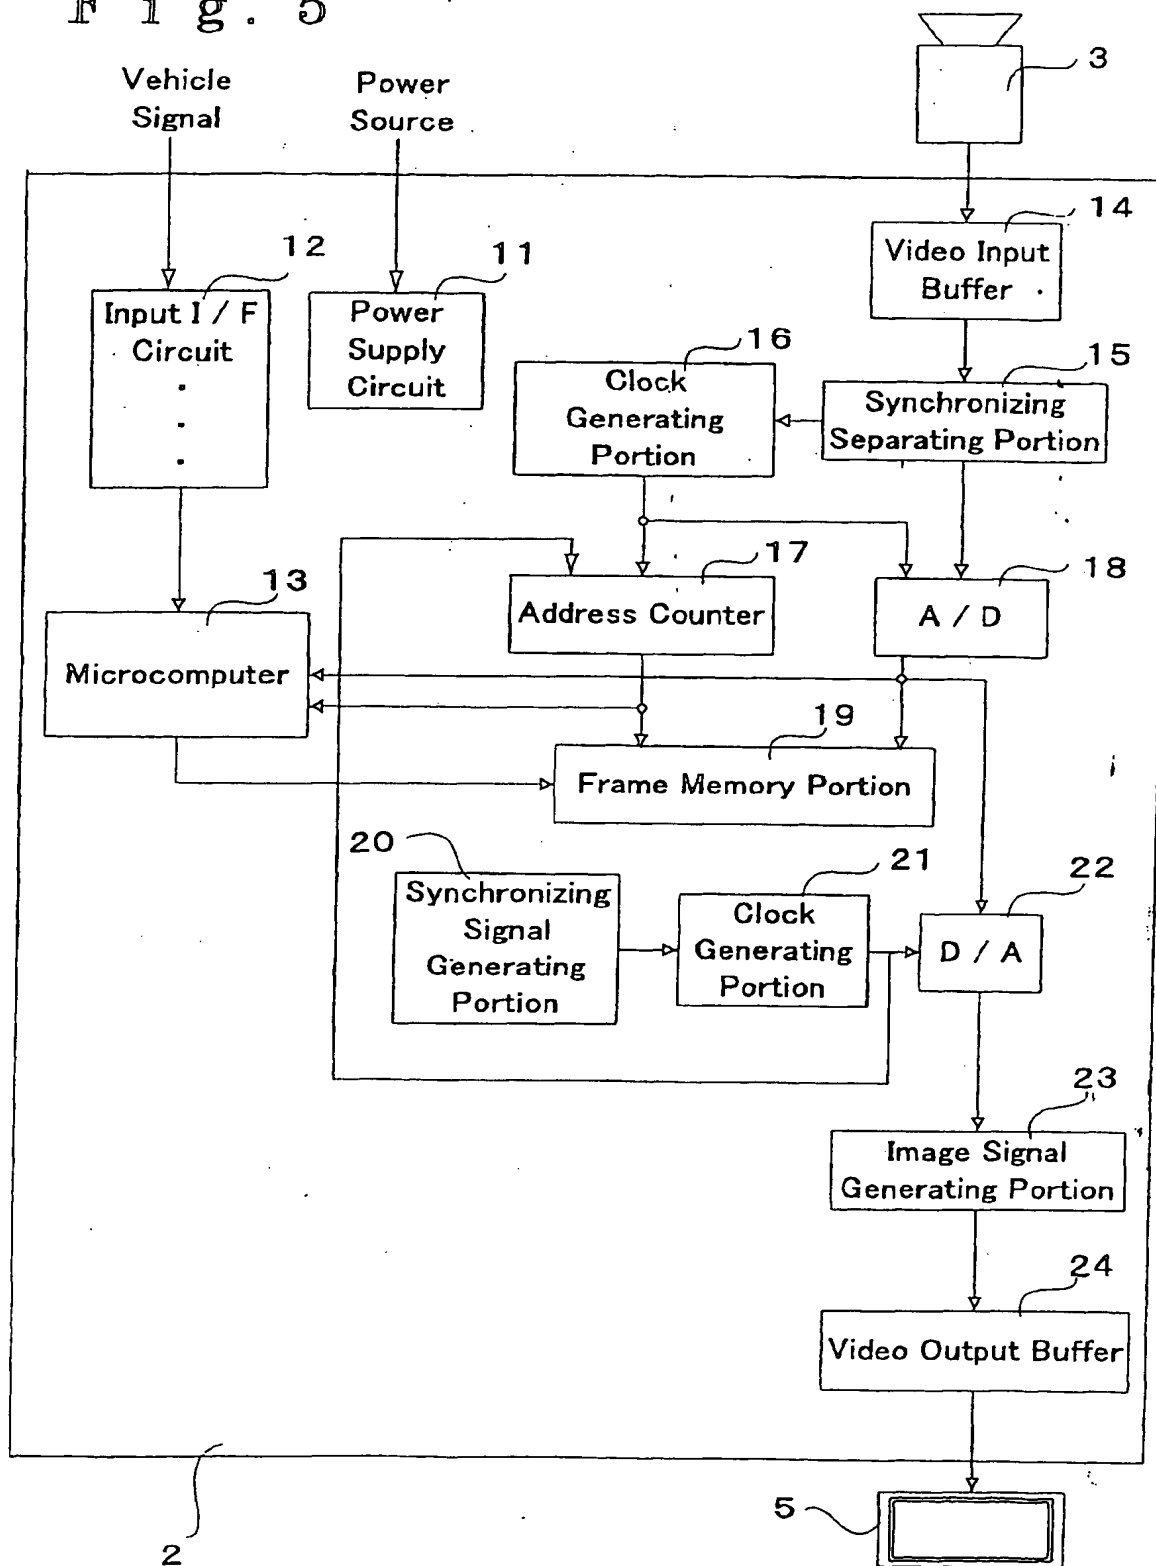 Fig. 5
Vehicle
Signal
Power
Source
3
14
Video Input
Buffer
12
Input I / F
Circuit
11
Power
Supply
Circuit
16
Clock
Generating
Portion
15
Synchronizing
Separating Portion
17
Address Counter
18
A / D
13
Microcomputer
19
Frame Memory Portion
20
Synchronizing
Signal
Generating
Portion
21
Clock
Generating
Portion
22
D / A
23
Image Signal
Generating Portion
24
Video Output Buffer
2
5